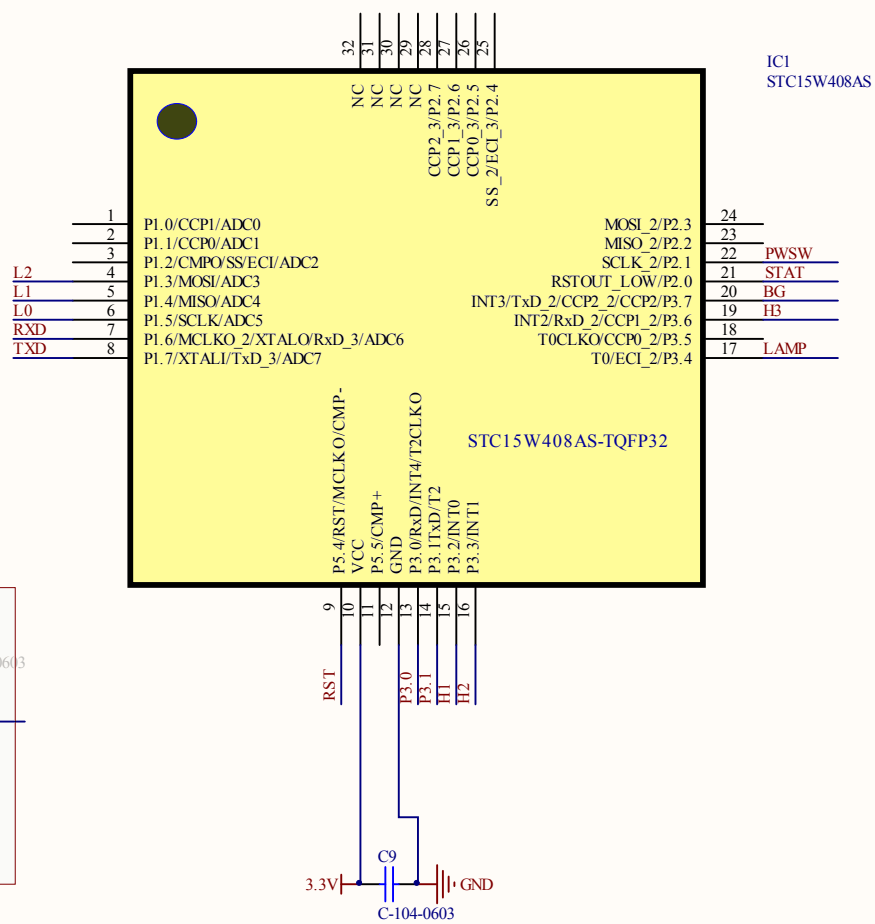 32
31
30
29
28
27
26
25
IC1
STC15W408AS
NC
NC
NC
NC
CCP2_3/P2.7
CCP1_3/P2.6
CCP0_3/P2.5
SS_2/ECI_3/P2.4
1 P1.0/CCP1/ADC0
2 P1.1/CCP0/ADC1
3 P1.2/CMPO/SS/ECI/ADC2
L2 4 P1.3/MOSI/ADC3
L1 5 P1.4/MISO/ADC4
L0 6 P1.5/SCLK/ADC5
RXD 7 P1.6/MCLKO_2/XTALO/RxD_3/ADC6
TXD 8 P1.7/XTALI/TxD_3/ADC7
MOSI_2/P2.3 24
MISO_2/P2.2 23
SCLK_2/P2.1 22 PWSW
RSTOUT_LOW/P2.0 21 STAT
INT3/TxD_2/CCP2_2/CCP2/P3.7 20 BG
INT2/RxD_2/CCP1_2/P3.6 19 H3
T0CLKO/CCP0_2/P3.5 18
T0/ECI_2/P3.4 17 LAMP
STC15W408AS-TQFP32
P5.4/RST/MCLKO/CMP-
VCC
P5.5/CMP+
GND
P3.0/RxD/INT4/T2CLKO
P3.1TxD/T2
P3.2/INT0
P3.3/INT1
9
10
11
12
13
14
15
16
RST
P3.0
P3.1
H1
H2
0603
C9
3.3V
GND
C-104-0603